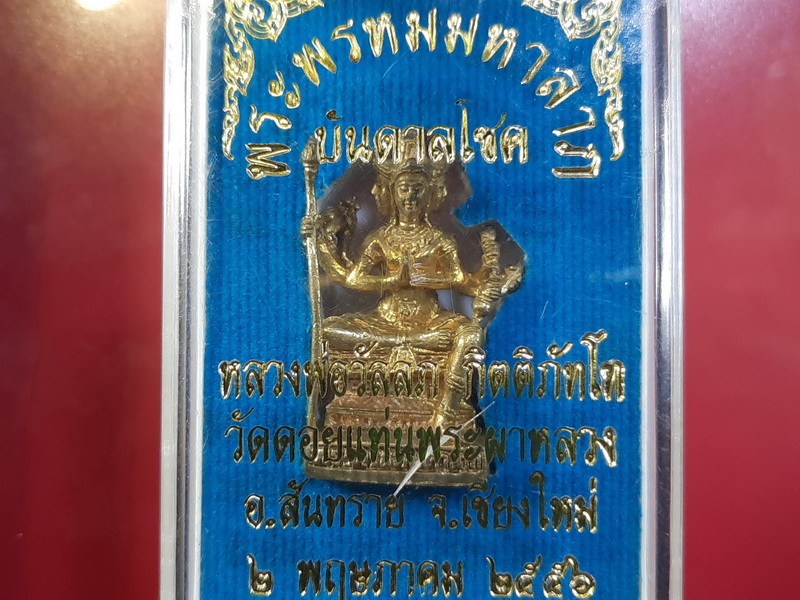 พระพรหมมหาลาภ
บันดาลโชค
หลวงพ่อวัลลภ กิตติภัทโท
วัดดอยแท่นพระผาหลวง
อ.สันทราย จ.เชียงใหม่
๒ พฤษภาคม ๒๕๕๖